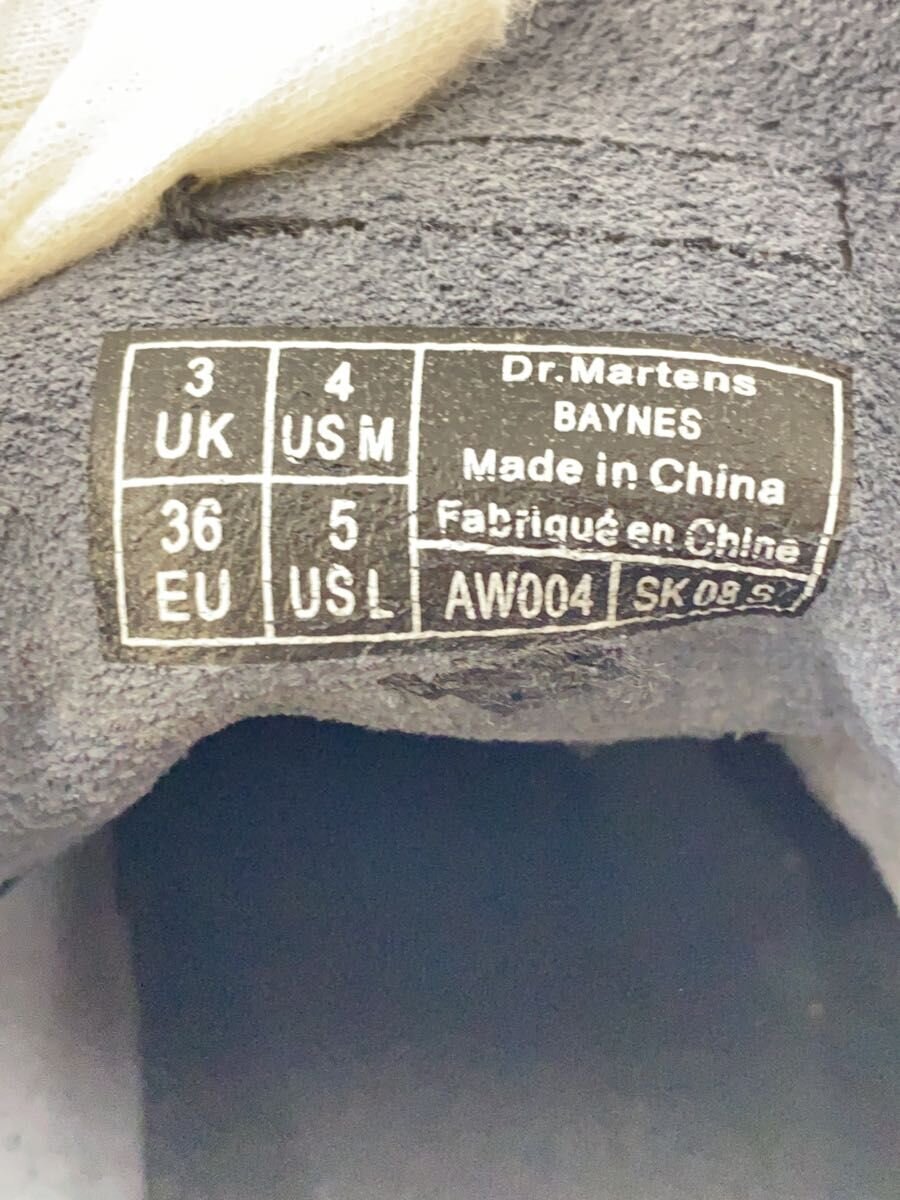 3
UK
4
US M
36
EU
5
US L
Dr.Martens
BAYNES
Made in China
Fabriqué en Chine
AW004
SK 08 S